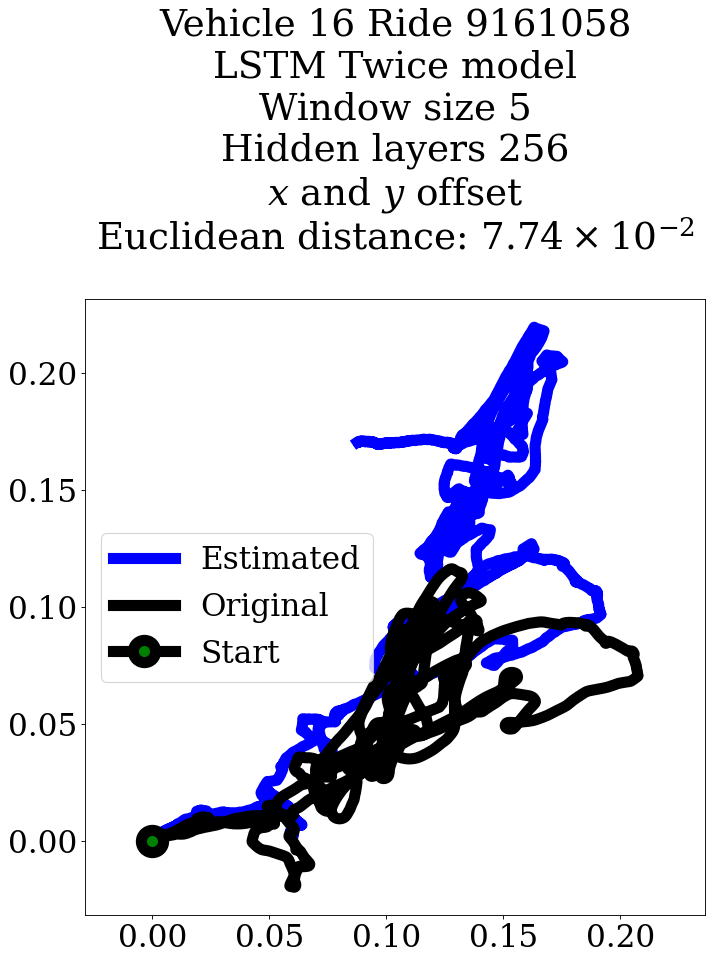 Vehicle 16 Ride 9161058
LSTM Twice model
Window size 5
Hidden layers 256
x and y offset
Euclidean distance: 7.74 × 10⁻²
0.20
0.15
0.10
0.05
0.00
Estimated
Original
Start
0.00 0.05 0.10 0.15 0.20